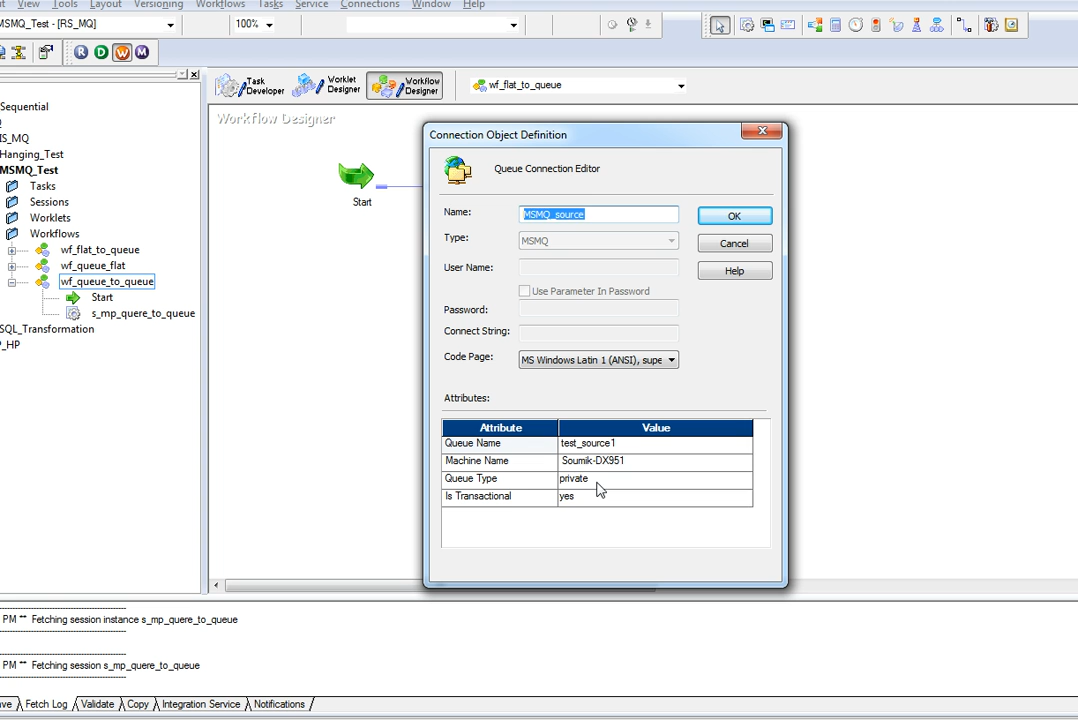 View Tools Layout Versioning Workflows Tasks Service Connections Window Help
MSMQ_Test - [RS_MQ]
100%
R D W M
Task Developer
Worklet Designer
Workflow Designer
wf_flat_to_queue
Sequential
IS_MQ
Hanging_Test
MSMQ_Test
Tasks
Sessions
Worklets
Workflows
wf_flat_to_queue
wf_queue_flat
wf_queue_to_queue
Start
s_mp_quere_to_queue
SQL_Transformation
P_HP
Workflow Designer
Start
Connection Object Definition
Queue Connection Editor
Name: MSMQ_source
OK
Type: MSMQ
Cancel
User Name:
Help
Use Parameter In Password
Password:
Connect String:
Code Page: MS Windows Latin 1 (ANSI), supe
Attributes:
Attribute Value
Queue Name test_source1
Machine Name Soumik-DX951
Queue Type private
Is Transactional yes
PM ** Fetching session instance s_mp_quere_to_queue
PM ** Fetching session s_mp_quere_to_queue
Fetch Log Validate Copy Integration Service Notifications